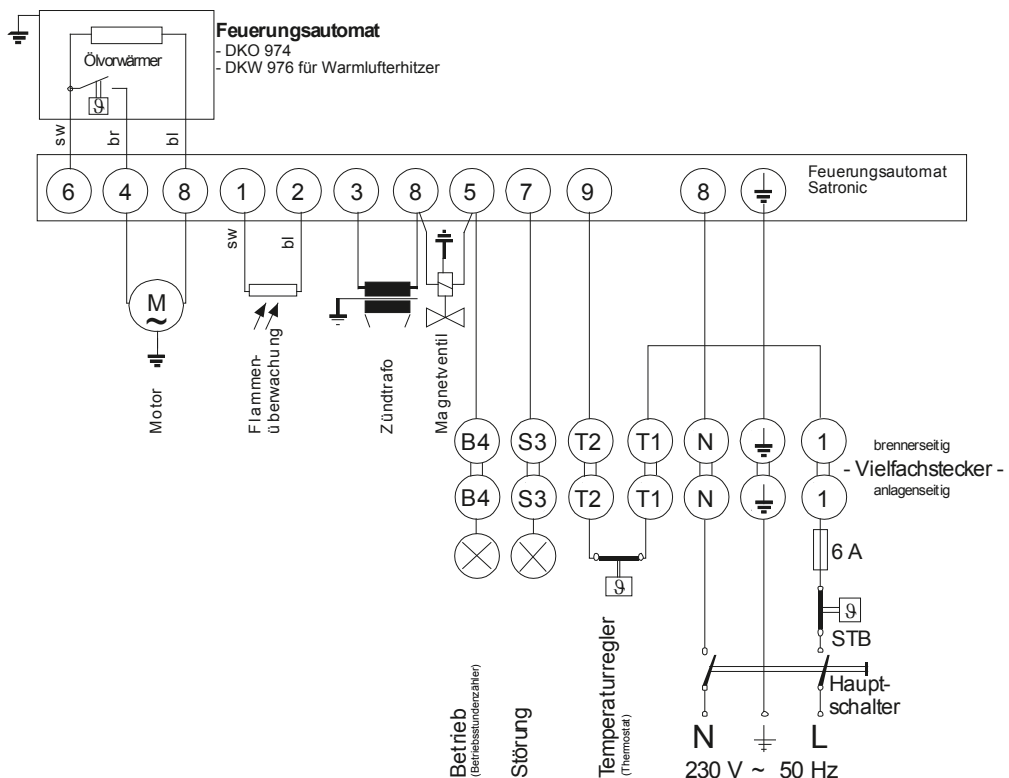 Feuerungsautomat
- DKO 974
- DKW 976 für Warmlufterhitzer
Ölvorwärmer
ϑ
sw
br
bl
6
4
8
1
2
3
8
5
7
9
8
Feuerungsautomat
Satronic
sw
bl
M
~
Motor
Flammen-
überwachung
Zündtrafo
Magnetventil
B4
S3
T2
T1
N
1
brennerseitig
- Vielfachstecker -
anlagenseitig
B4
S3
T2
T1
N
1
6 A
ϑ
ϑ
STB
Haupt-
schalter
Betrieb
(Betriebsstundenzähler)
Störung
Temperaturregler
(Thermostat)
N
L
230 V ~ 50 Hz